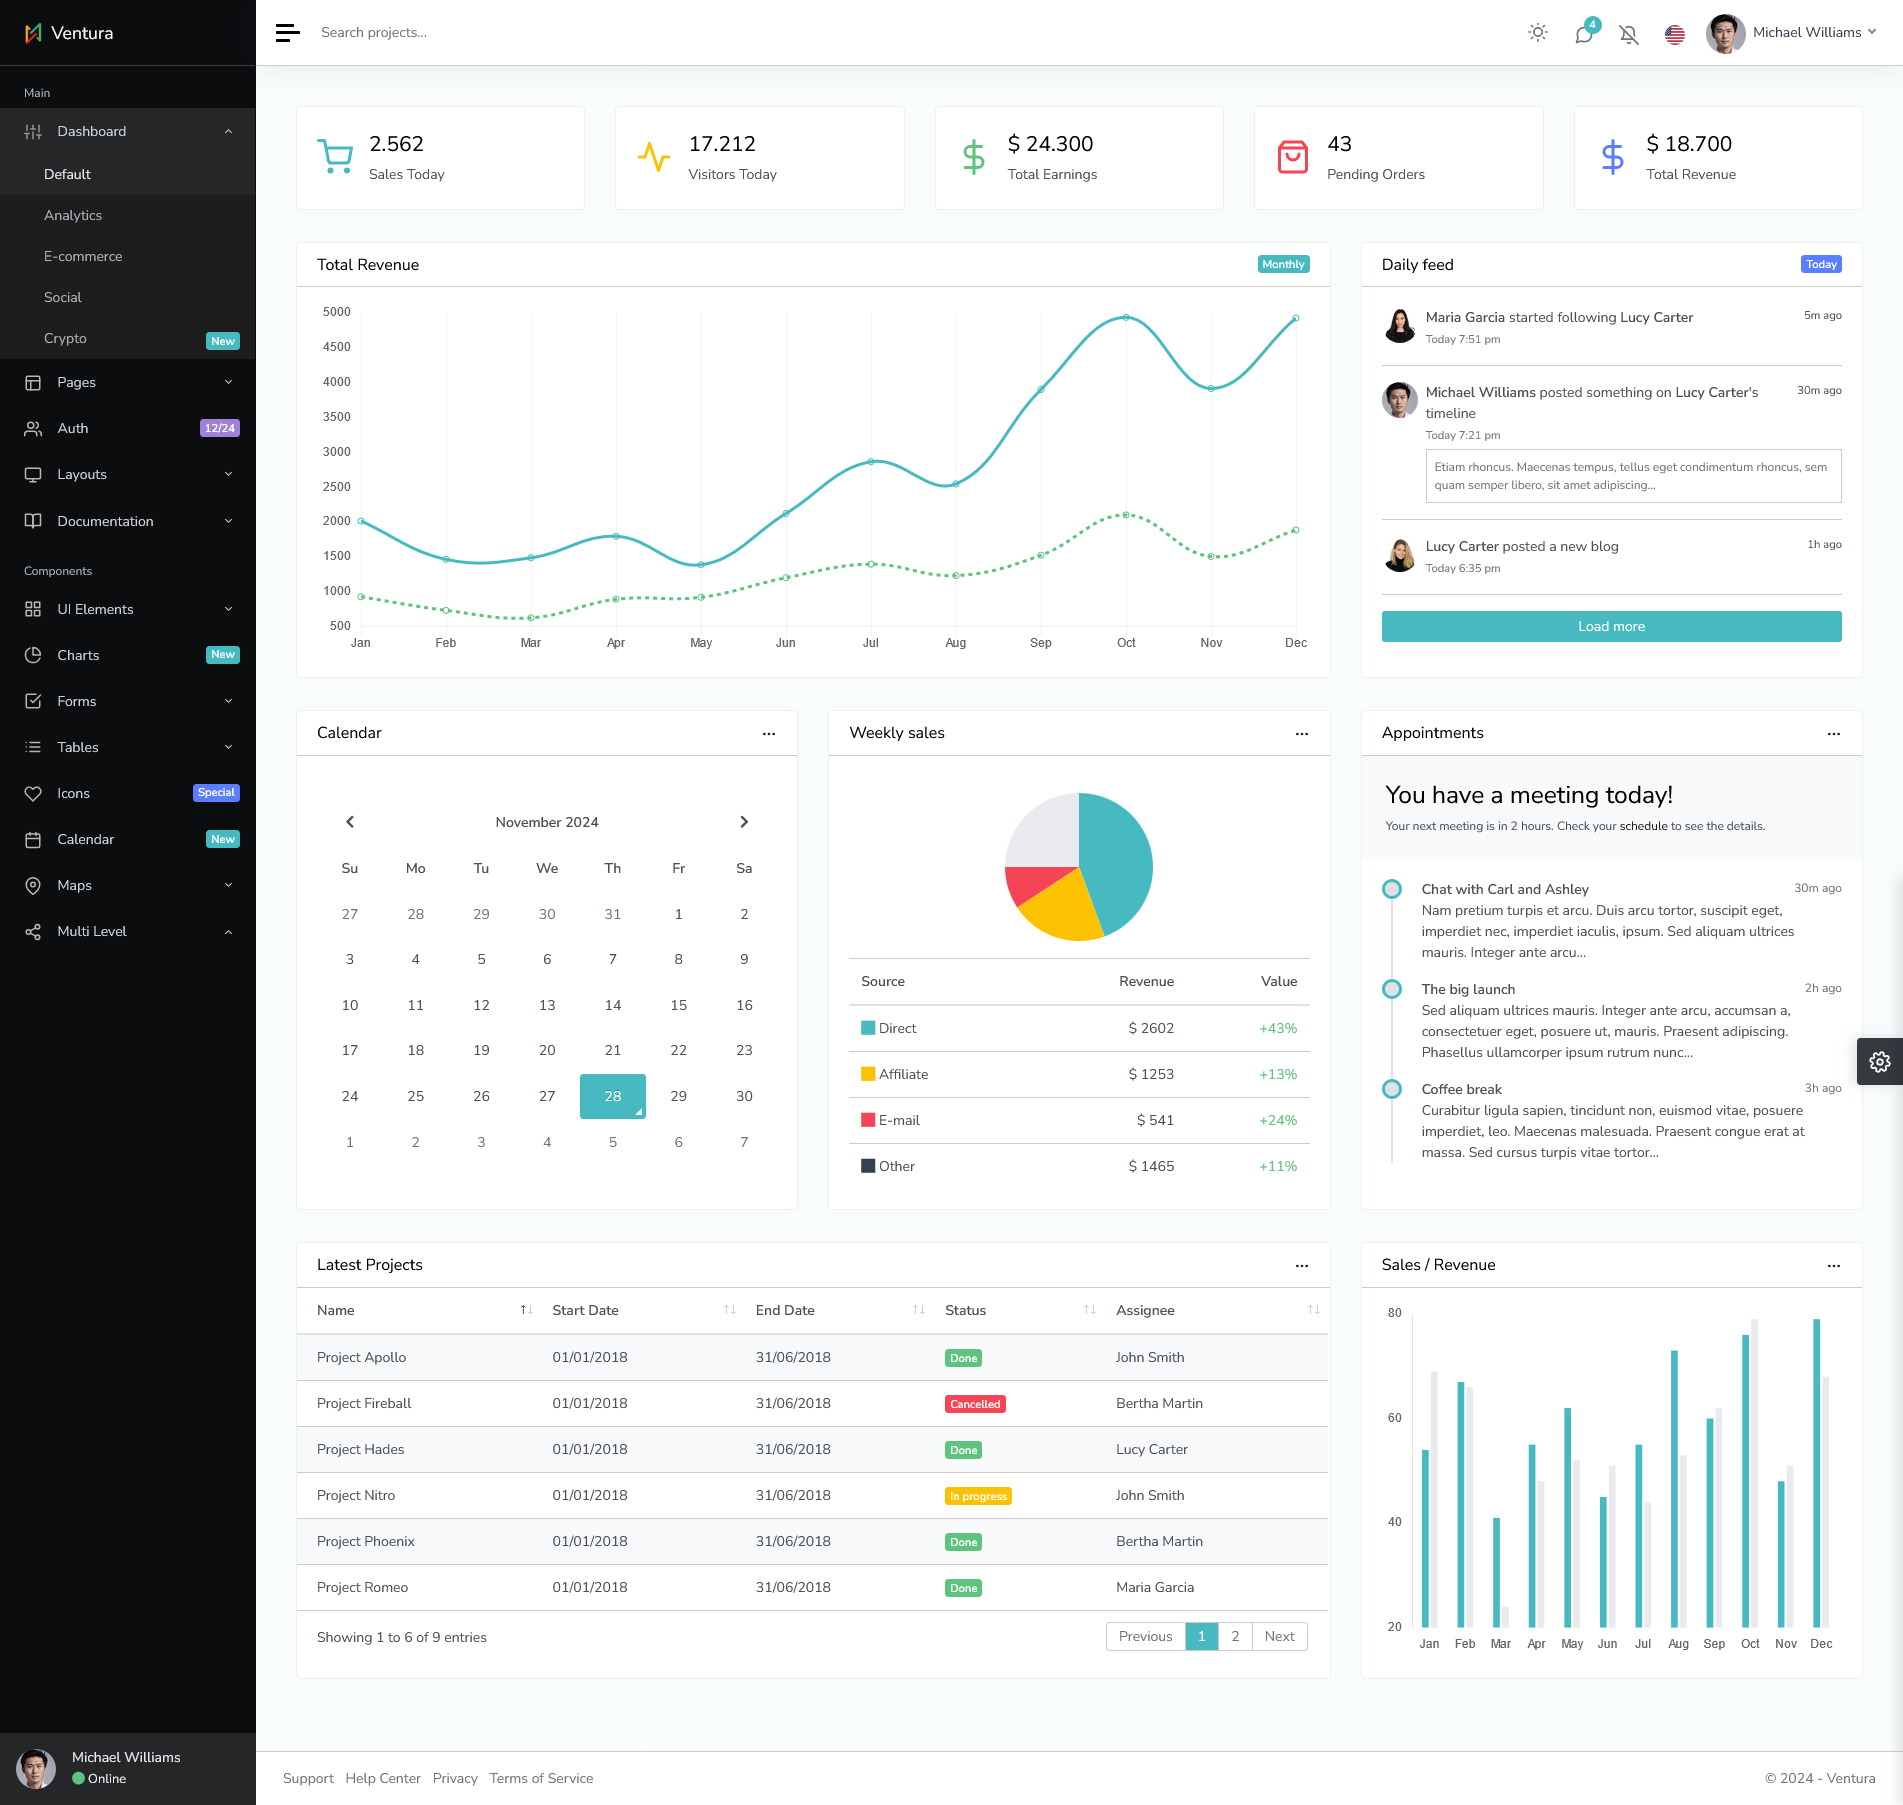 Ventura
Search projects...
4
Michael Williams
Main
Dashboard
Default
Analytics
E-commerce
Social
Crypto
New
Pages
Auth
12/24
Layouts
Documentation
Components
UI Elements
Charts
New
Forms
Tables
Icons
Special
Calendar
New
Maps
Multi Level
Michael Williams
Online
2.562
Sales Today
17.212
Visitors Today
$ 24.300
Total Earnings
43
Pending Orders
$ 18.700
Total Revenue
Total Revenue
Monthly
5000
4500
4000
3500
3000
2500
2000
1500
1000
500
Jan Feb Mar Apr May Jun Jul Aug Sep Oct Nov Dec
Daily feed
Today
Maria Garcia started following Lucy Carter
5m ago
Today 7:51 pm
Michael Williams posted something on Lucy Carter's
30m ago
timeline
Today 7:21 pm
Etiam rhoncus. Maecenas tempus, tellus eget condimentum rhoncus, sem
quam semper libero, sit amet adipiscing...
Lucy Carter posted a new blog
1h ago
Today 6:35 pm
Load more
Calendar
November 2024
Su Mo Tu We Th Fr Sa
27 28 29 30 31 1 2
3 4 5 6 7 8 9
10 11 12 13 14 15 16
17 18 19 20 21 22 23
24 25 26 27 28 29 30
1 2 3 4 5 6 7
Weekly sales
Source Revenue Value
Direct $ 2602 +43%
Affiliate $ 1253 +13%
E-mail $ 541 +24%
Other $ 1465 +11%
Appointments
You have a meeting today!
Your next meeting is in 2 hours. Check your schedule to see the details.
Chat with Carl and Ashley
30m ago
Nam pretium turpis et arcu. Duis arcu tortor, suscipit eget,
imperdiet nec, imperdiet iaculis, ipsum. Sed aliquam ultrices
mauris. Integer ante arcu...
The big launch
2h ago
Sed aliquam ultrices mauris. Integer ante arcu, accumsan a,
consectetuer eget, posuere ut, mauris. Praesent adipiscing.
Phasellus ullamcorper ipsum rutrum nunc...
Coffee break
3h ago
Curabitur ligula sapien, tincidunt non, euismod vitae, posuere
imperdiet, leo. Maecenas malesuada. Praesent congue erat at
massa. Sed cursus turpis vitae tortor...
Latest Projects
Name Start Date End Date Status Assignee
Project Apollo 01/01/2018 31/06/2018 Done John Smith
Project Fireball 01/01/2018 31/06/2018 Cancelled Bertha Martin
Project Hades 01/01/2018 31/06/2018 Done Lucy Carter
Project Nitro 01/01/2018 31/06/2018 In progress John Smith
Project Phoenix 01/01/2018 31/06/2018 Done Bertha Martin
Project Romeo 01/01/2018 31/06/2018 Done Maria Garcia
Showing 1 to 6 of 9 entries
Previous 1 2 Next
Sales / Revenue
80
60
40
20
Jan Feb Mar Apr May Jun Jul Aug Sep Oct Nov Dec
Support Help Center Privacy Terms of Service
© 2024 - Ventura